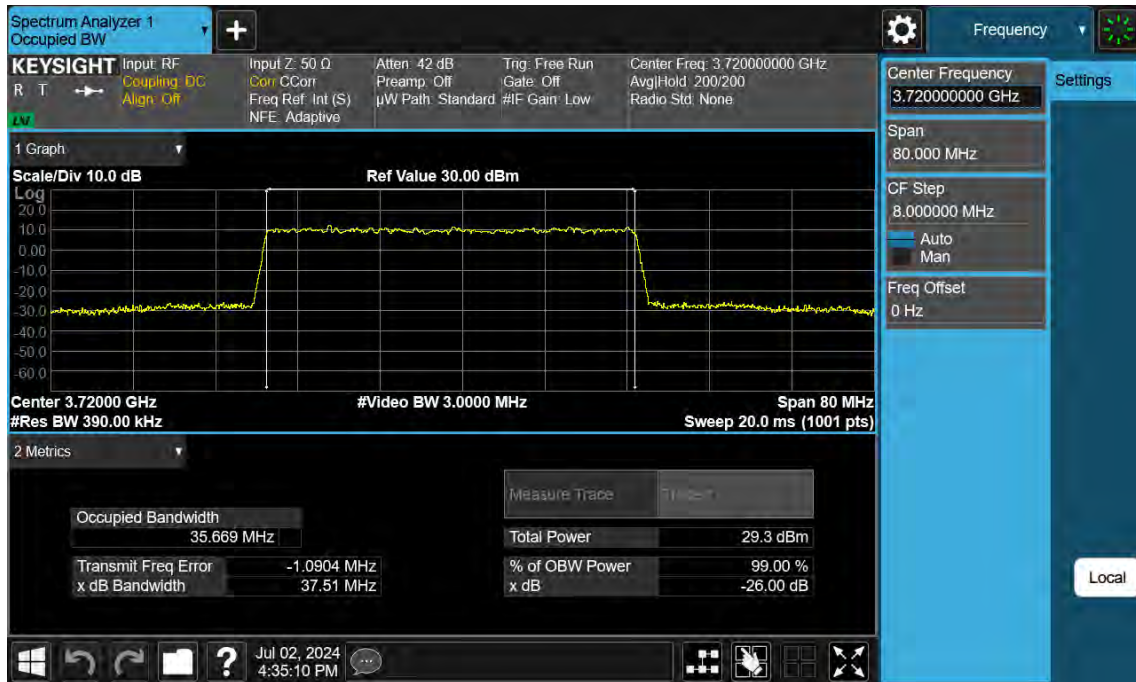 Spectrum Analyzer 1
Occupied BW
Frequency
KEYSIGHT
R T
LXI
Input: RF
Coupling: DC
Align: Off
Input Z: 50 Ω
Corr CCorr
Freq Ref: Int (S)
NFE: Adaptive
Atten: 42 dB
Preamp: Off
µW Path: Standard
Trig: Free Run
Gate: Off
#IF Gain: Low
Center Freq: 3.720000000 GHz
Avg|Hold: 200/200
Radio Std: None
Center Frequency
3.720000000 GHz
Settings
Span
80.000 MHz
CF Step
8.000000 MHz
Auto
Man
Freq Offset
0 Hz
Local
1 Graph
Scale/Div 10.0 dB
Ref Value 30.00 dBm
Log
20.0
10.0
0.00
-10.0
-20.0
-30.0
-40.0
-50.0
-60.0
Center 3.72000 GHz
#Video BW 3.0000 MHz
Span 80 MHz
#Res BW 390.00 kHz
Sweep 20.0 ms (1001 pts)
2 Metrics
Measure Trace
Trace 1
Occupied Bandwidth
35.669 MHz
Total Power 29.3 dBm
Transmit Freq Error -1.0904 MHz
% of OBW Power 99.00 %
x dB Bandwidth 37.51 MHz
x dB -26.00 dB
Jul 02, 2024
4:35:10 PM